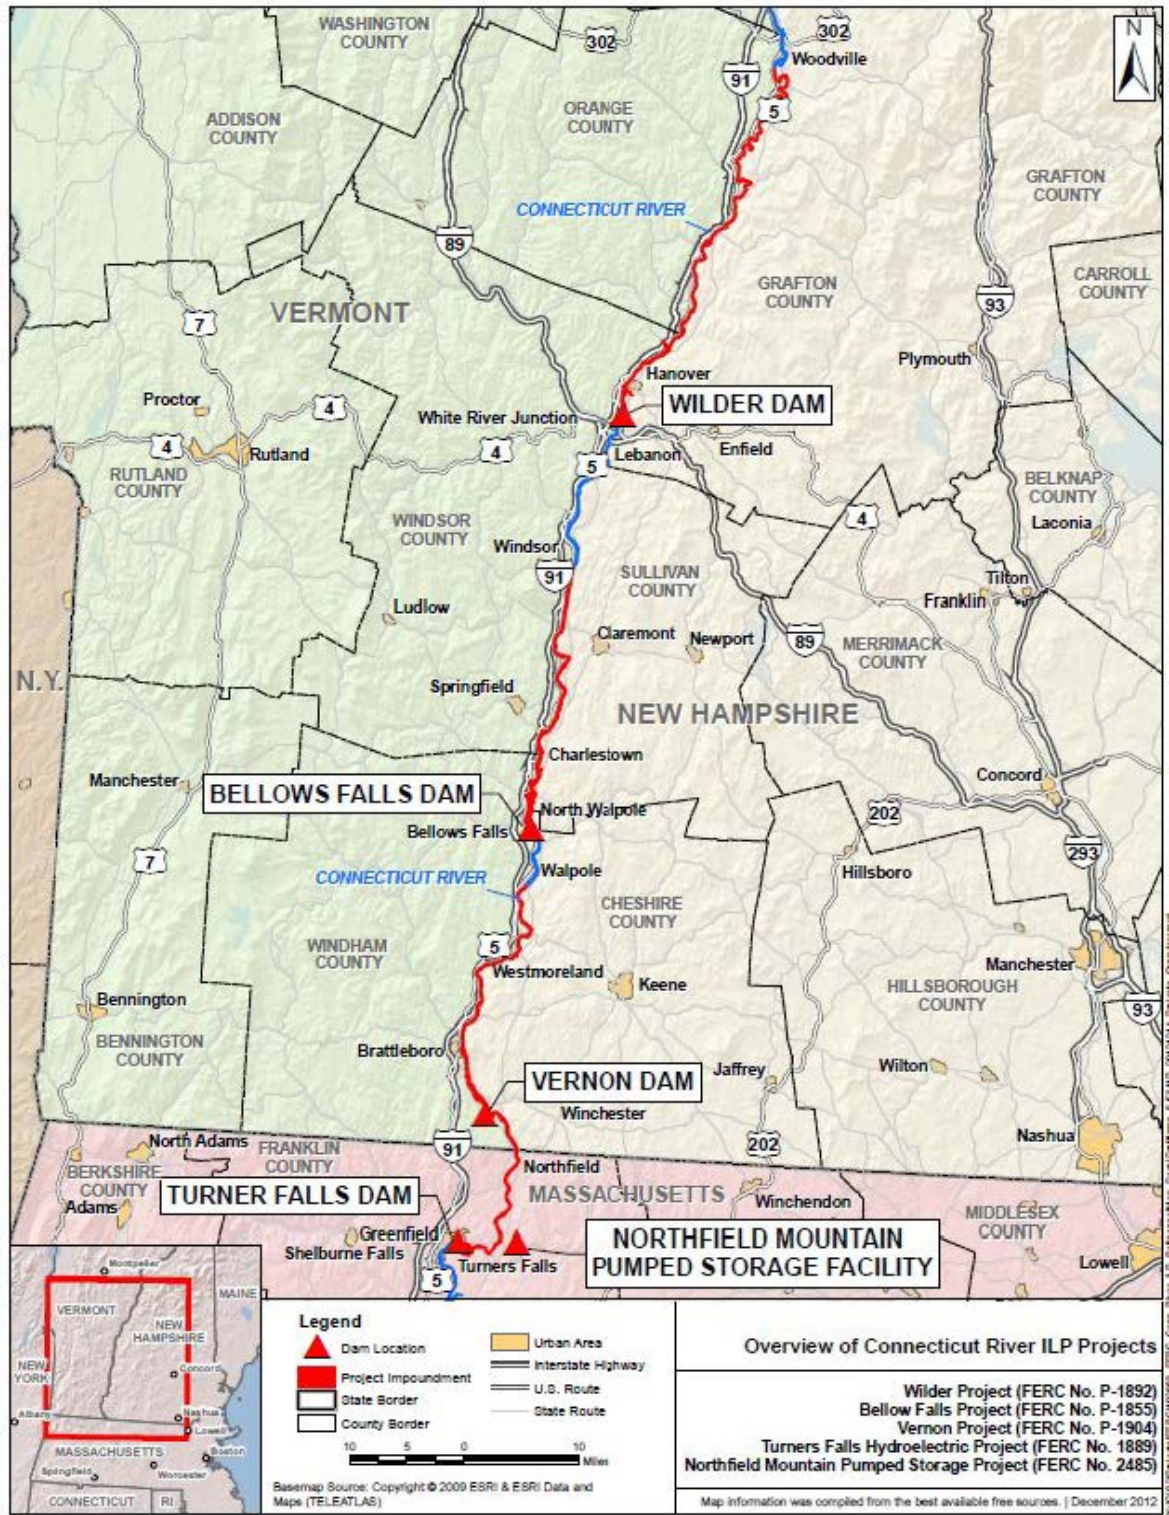 WASHINGTON
COUNTY
302
302
N
Woodville
91
5
ADDISON
COUNTY
ORANGE
COUNTY
GRAFTON
COUNTY
CONNECTICUT RIVER
89
GRAFTON
COUNTY
CARROLL
COUNTY
93
VERMONT
7
Plymouth
Hanover
Proctor
4
White River Junction
WILDER DAM
4
Rutland
4
5
Lebanon
Enfield
RUTLAND
COUNTY
BELKNAP
COUNTY
Laconia
WINDSOR
COUNTY
4
Windsor
91
SULLIVAN
COUNTY
Tilton
Franklin
Ludlow
Claremont
Newport
89
MERRIMACK
COUNTY
N.Y.
Springfield
NEW HAMPSHIRE
Charlestown
Manchester
BELLOWS FALLS DAM
Concord
North Walpole
202
Bellows Falls
7
293
Walpole
Hillsboro
CONNECTICUT RIVER
CHESHIRE
COUNTY
5
WINDHAM
COUNTY
Westmoreland
Keene
Manchester
HILLSBOROUGH
COUNTY
Bennington
93
BENNINGTON
COUNTY
Brattleboro
VERNON DAM
Jaffrey
Wilton
Winchester
Nashua
North Adams
FRANKLIN
COUNTY
91
202
BERKSHIRE
COUNTY
Northfield
MASSACHUSETTS
Winchendon
TURNER FALLS DAM
Adams
MIDDLESEX
COUNTY
Greenfield
Shelburne Falls
Turners Falls
5
NORTHFIELD MOUNTAIN
PUMPED STORAGE FACILITY
Lowell
Montpelier
VERMONT
MAINE
NEW
HAMPSHIRE
NEW
YORK
Concord
Albany
Nashua
Lowell
MASSACHUSETTS
Boston
Springfield
Worcester
CONNECTICUT
RI
Legend
Dam Location
Project Impoundment
State Border
County Border
Urban Area
Interstate Highway
U.S. Route
State Route
10 5 0 10
Miles
Basemap Source: Copyright © 2009 ESRI & ESRI Data and
Maps (TELEATLAS)
Overview of Connecticut River ILP Projects
Wilder Project (FERC No. P-1892)
Bellow Falls Project (FERC No. P-1855)
Vernon Project (FERC No. P-1904)
Turners Falls Hydroelectric Project (FERC No. 1889)
Northfield Mountain Pumped Storage Project (FERC No. 2485)
Map information was compiled from the best available free sources. | December 2012